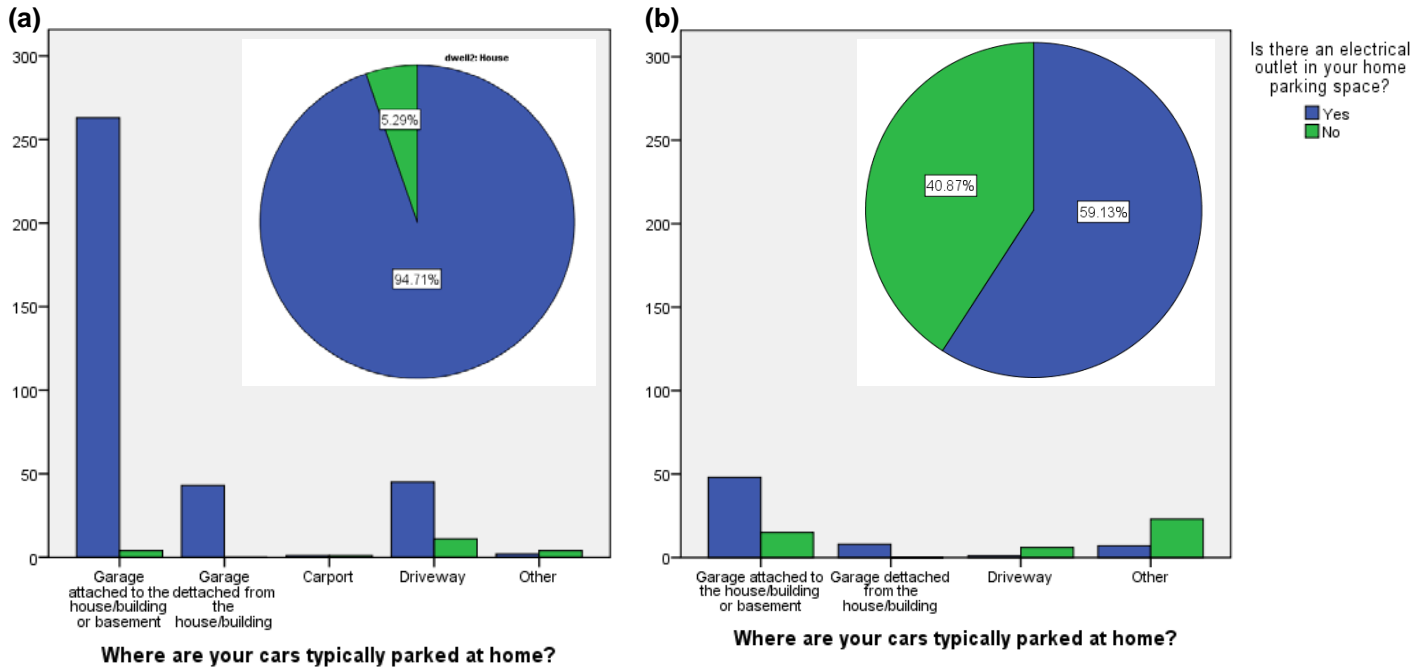 (a)
300
250
200
150
100
50
0
dwell2: House
5.29%
94.71%
Garage
attached to the
house/building
or basement
Garage
dettached from
the
house/building
Carport
Driveway
Other
Where are your cars typically parked at home?
(b)
300
250
200
150
100
50
0
40.87%
59.13%
Garage attached to
the house/building
or basement
Garage dettached
from the
house/building
Driveway
Other
Where are your cars typically parked at home?
Is there an electrical
outlet in your home
parking space?
Yes
No